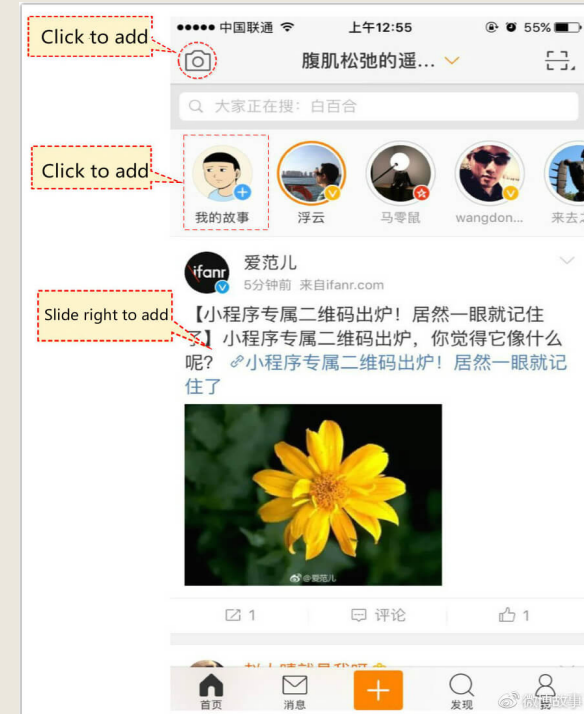 Click to add
中国联通 上午12:55 55%
腹肌松弛的遥...
大家正在搜：白百合
Click to add
我的故事 浮云 马零鼠 wangdon... 来去之
ifanr
爱范儿
5分钟前 来自ifanr.com
Slide right to add
【小程序专属二维码出炉！居然一眼就记住
了】小程序专属二维码出炉，你觉得它像什么
呢？ 小程序专属二维码出炉！居然一眼就记
住了
@爱范儿
1 评论 1
首页 消息 发现
微博故事